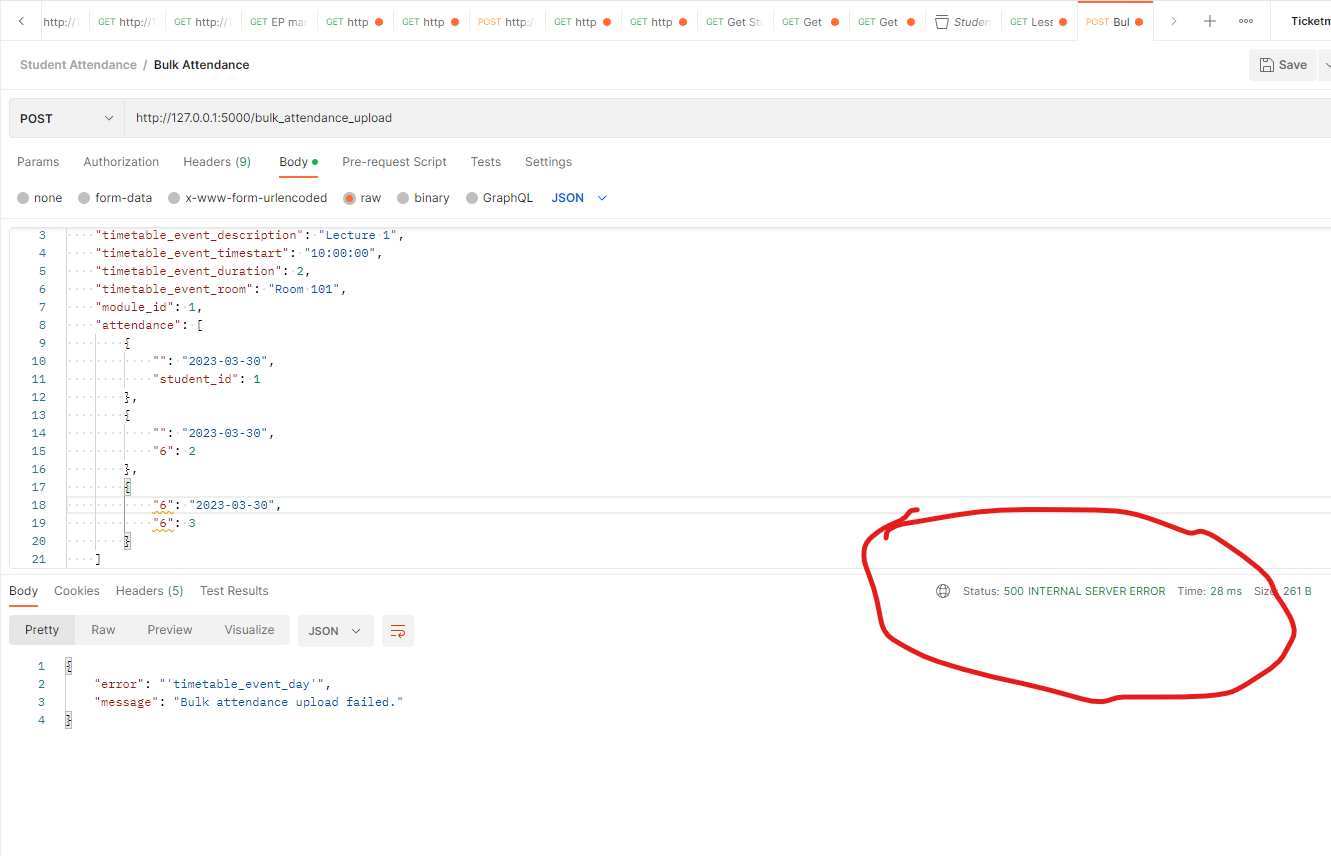 http:// GET http:// GET http:// GET EP ma GET http GET http POST http: GET http GET http GET Get St GET Get GET Get Studen GET Less POST Bul Ticketm
Student Attendance / Bulk Attendance Save
POST http://127.0.0.1:5000/bulk_attendance_upload
Params Authorization Headers (9) Body Pre-request Script Tests Settings
none form-data x-www-form-urlencoded raw binary GraphQL JSON
3 "timetable_event_description": "Lecture 1",
4 "timetable_event_timestart": "10:00:00",
5 "timetable_event_duration": 2,
6 "timetable_event_room": "Room 101",
7 "module_id": 1,
8 "attendance": [
9 {
10 "": "2023-03-30",
11 "student_id": 1
12 },
13 {
14 "": "2023-03-30",
15 "6": 2
16 },
17 {
18 "6": "2023-03-30",
19 "6": 3
20 }
21 ]
Body Cookies Headers (5) Test Results Status: 500 INTERNAL SERVER ERROR Time: 28 ms Size: 261 B
Pretty Raw Preview Visualize JSON
1 {
2 "error": "'timetable_event_day'",
3 "message": "Bulk attendance upload failed."
4 }